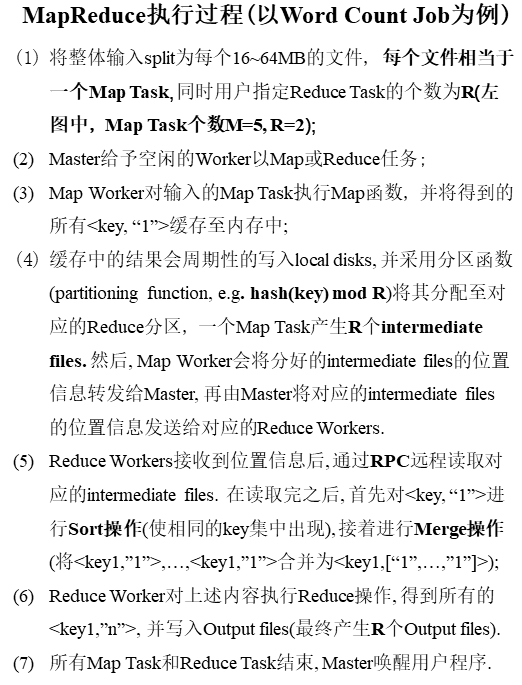 MapReduce执行过程(以Word Count Job为例)
(1) 将整体输入split为每个16~64MB的文件, 每个文件相当于
一个Map Task, 同时用户指定Reduce Task的个数为R(左
图中, Map Task个数M=5, R=2);
(2) Master给予空闲的Worker以Map或Reduce任务;
(3) Map Worker对输入的Map Task执行Map函数, 并将得到的
所有<key, “1”>缓存至内存中;
(4) 缓存中的结果会周期性的写入local disks, 并采用分区函数
(partitioning function, e.g. hash(key) mod R)将其分配至对
应的Reduce分区, 一个Map Task产生R个intermediate
files. 然后, Map Worker会将分好的intermediate files的位置
信息转发给Master, 再由Master将对应的intermediate files
的位置信息发送给对应的Reduce Workers.
(5) Reduce Workers接收到位置信息后, 通过RPC远程读取对
应的intermediate files. 在读取完之后, 首先对<key, “1”>进
行Sort操作(使相同的key集中出现), 接着进行Merge操作
(将<key1,”1”>,…,<key1,”1”>合并为<key1,[“1”,…,”1”]>);
(6) Reduce Worker对上述内容执行Reduce操作, 得到所有的
<key1,”n”>, 并写入Output files(最终产生R个Output files).
(7) 所有Map Task和Reduce Task结束, Master唤醒用户程序.